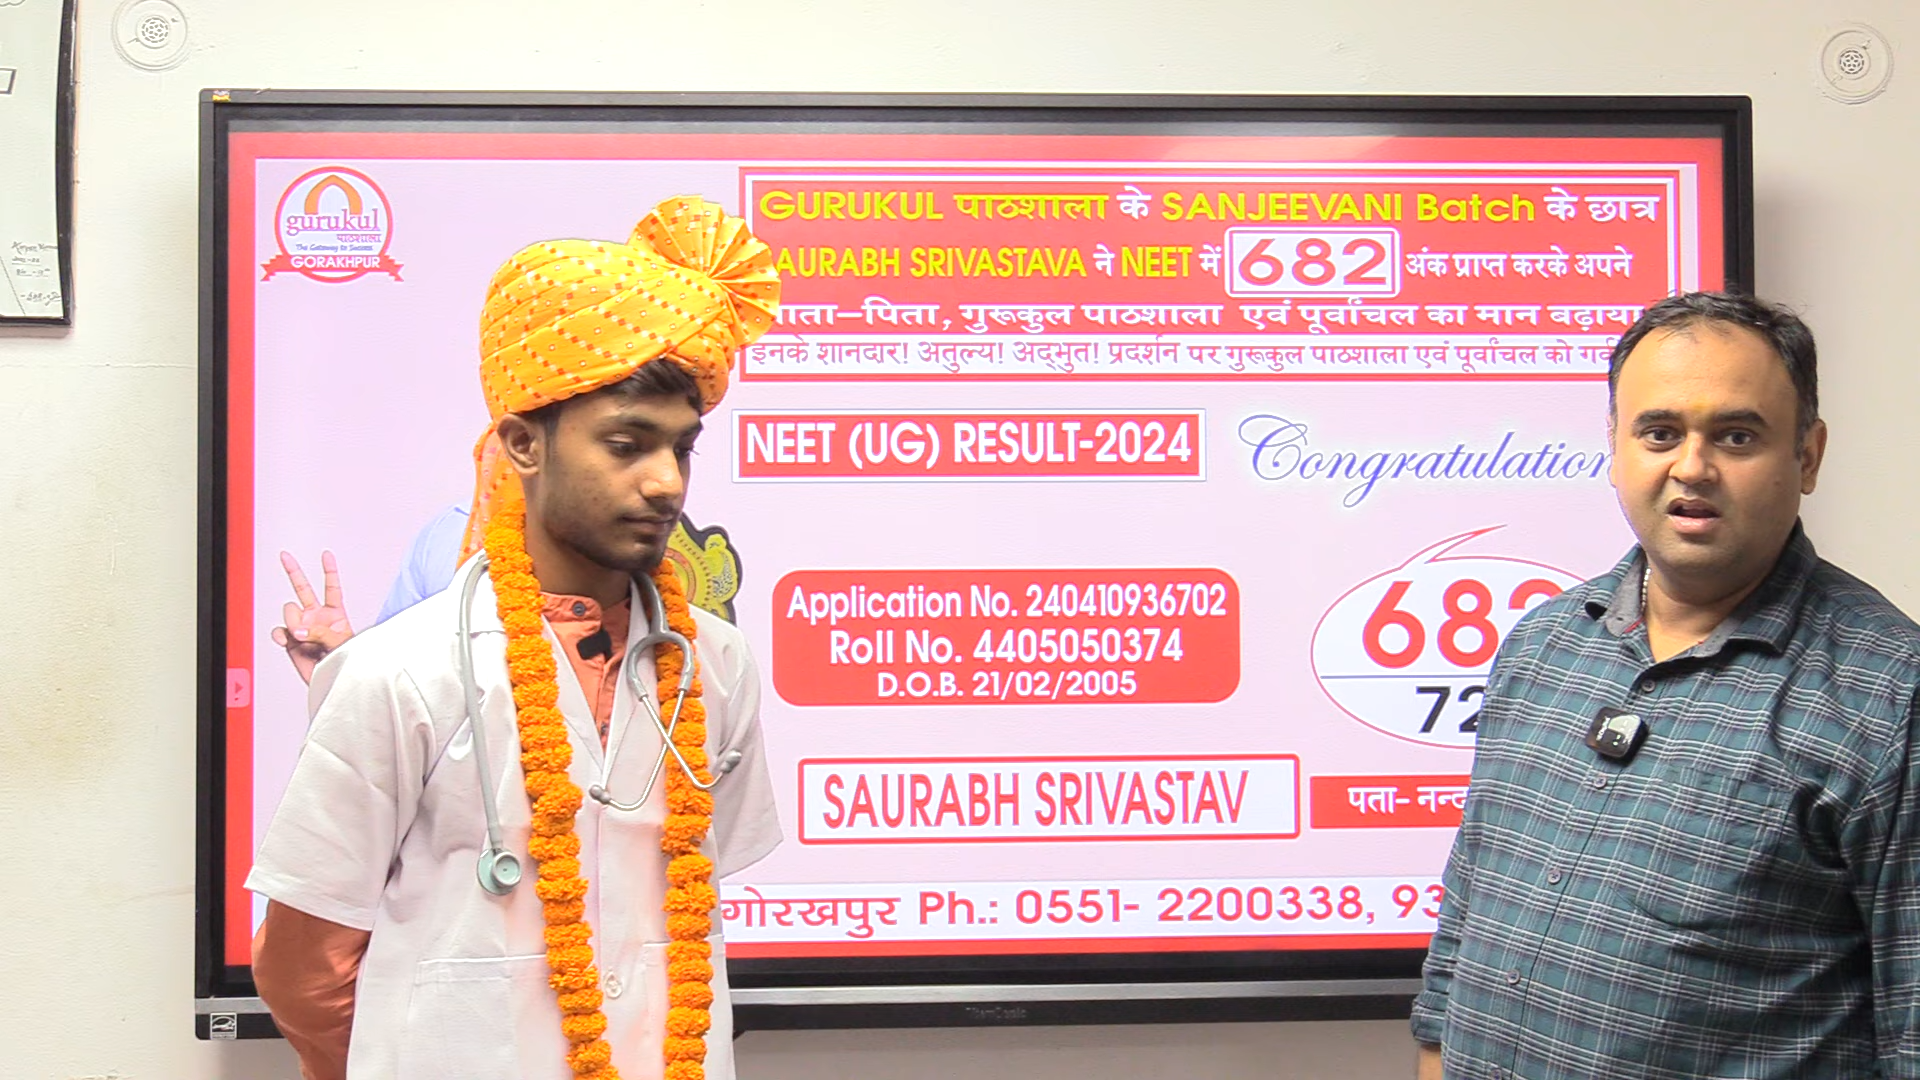 gurukul
पाठशाला
The Gateway to Success
GORAKHPUR
GURUKUL पाठशाला के SANJEEVANI Batch के छात्र
AURABH SRIVASTAVA ने NEET में 682 अंक प्राप्त करके अपने
ाता–पिता, गुरूकुल पाठशाला एवं पूर्वांचल का मान बढ़ाया
इनके शानदार! अतुल्य! अद्भुत! प्रदर्शन पर गुरूकुल पाठशाला एवं पूर्वांचल को गर्व
NEET (UG) RESULT-2024
Congratulation
Application No. 240410936702
Roll No. 4405050374
D.O.B. 21/02/2005
682
72
SAURABH SRIVASTAV
पता- नन्द
गोरखपुर Ph.: 0551- 2200338, 93
ViewSonic